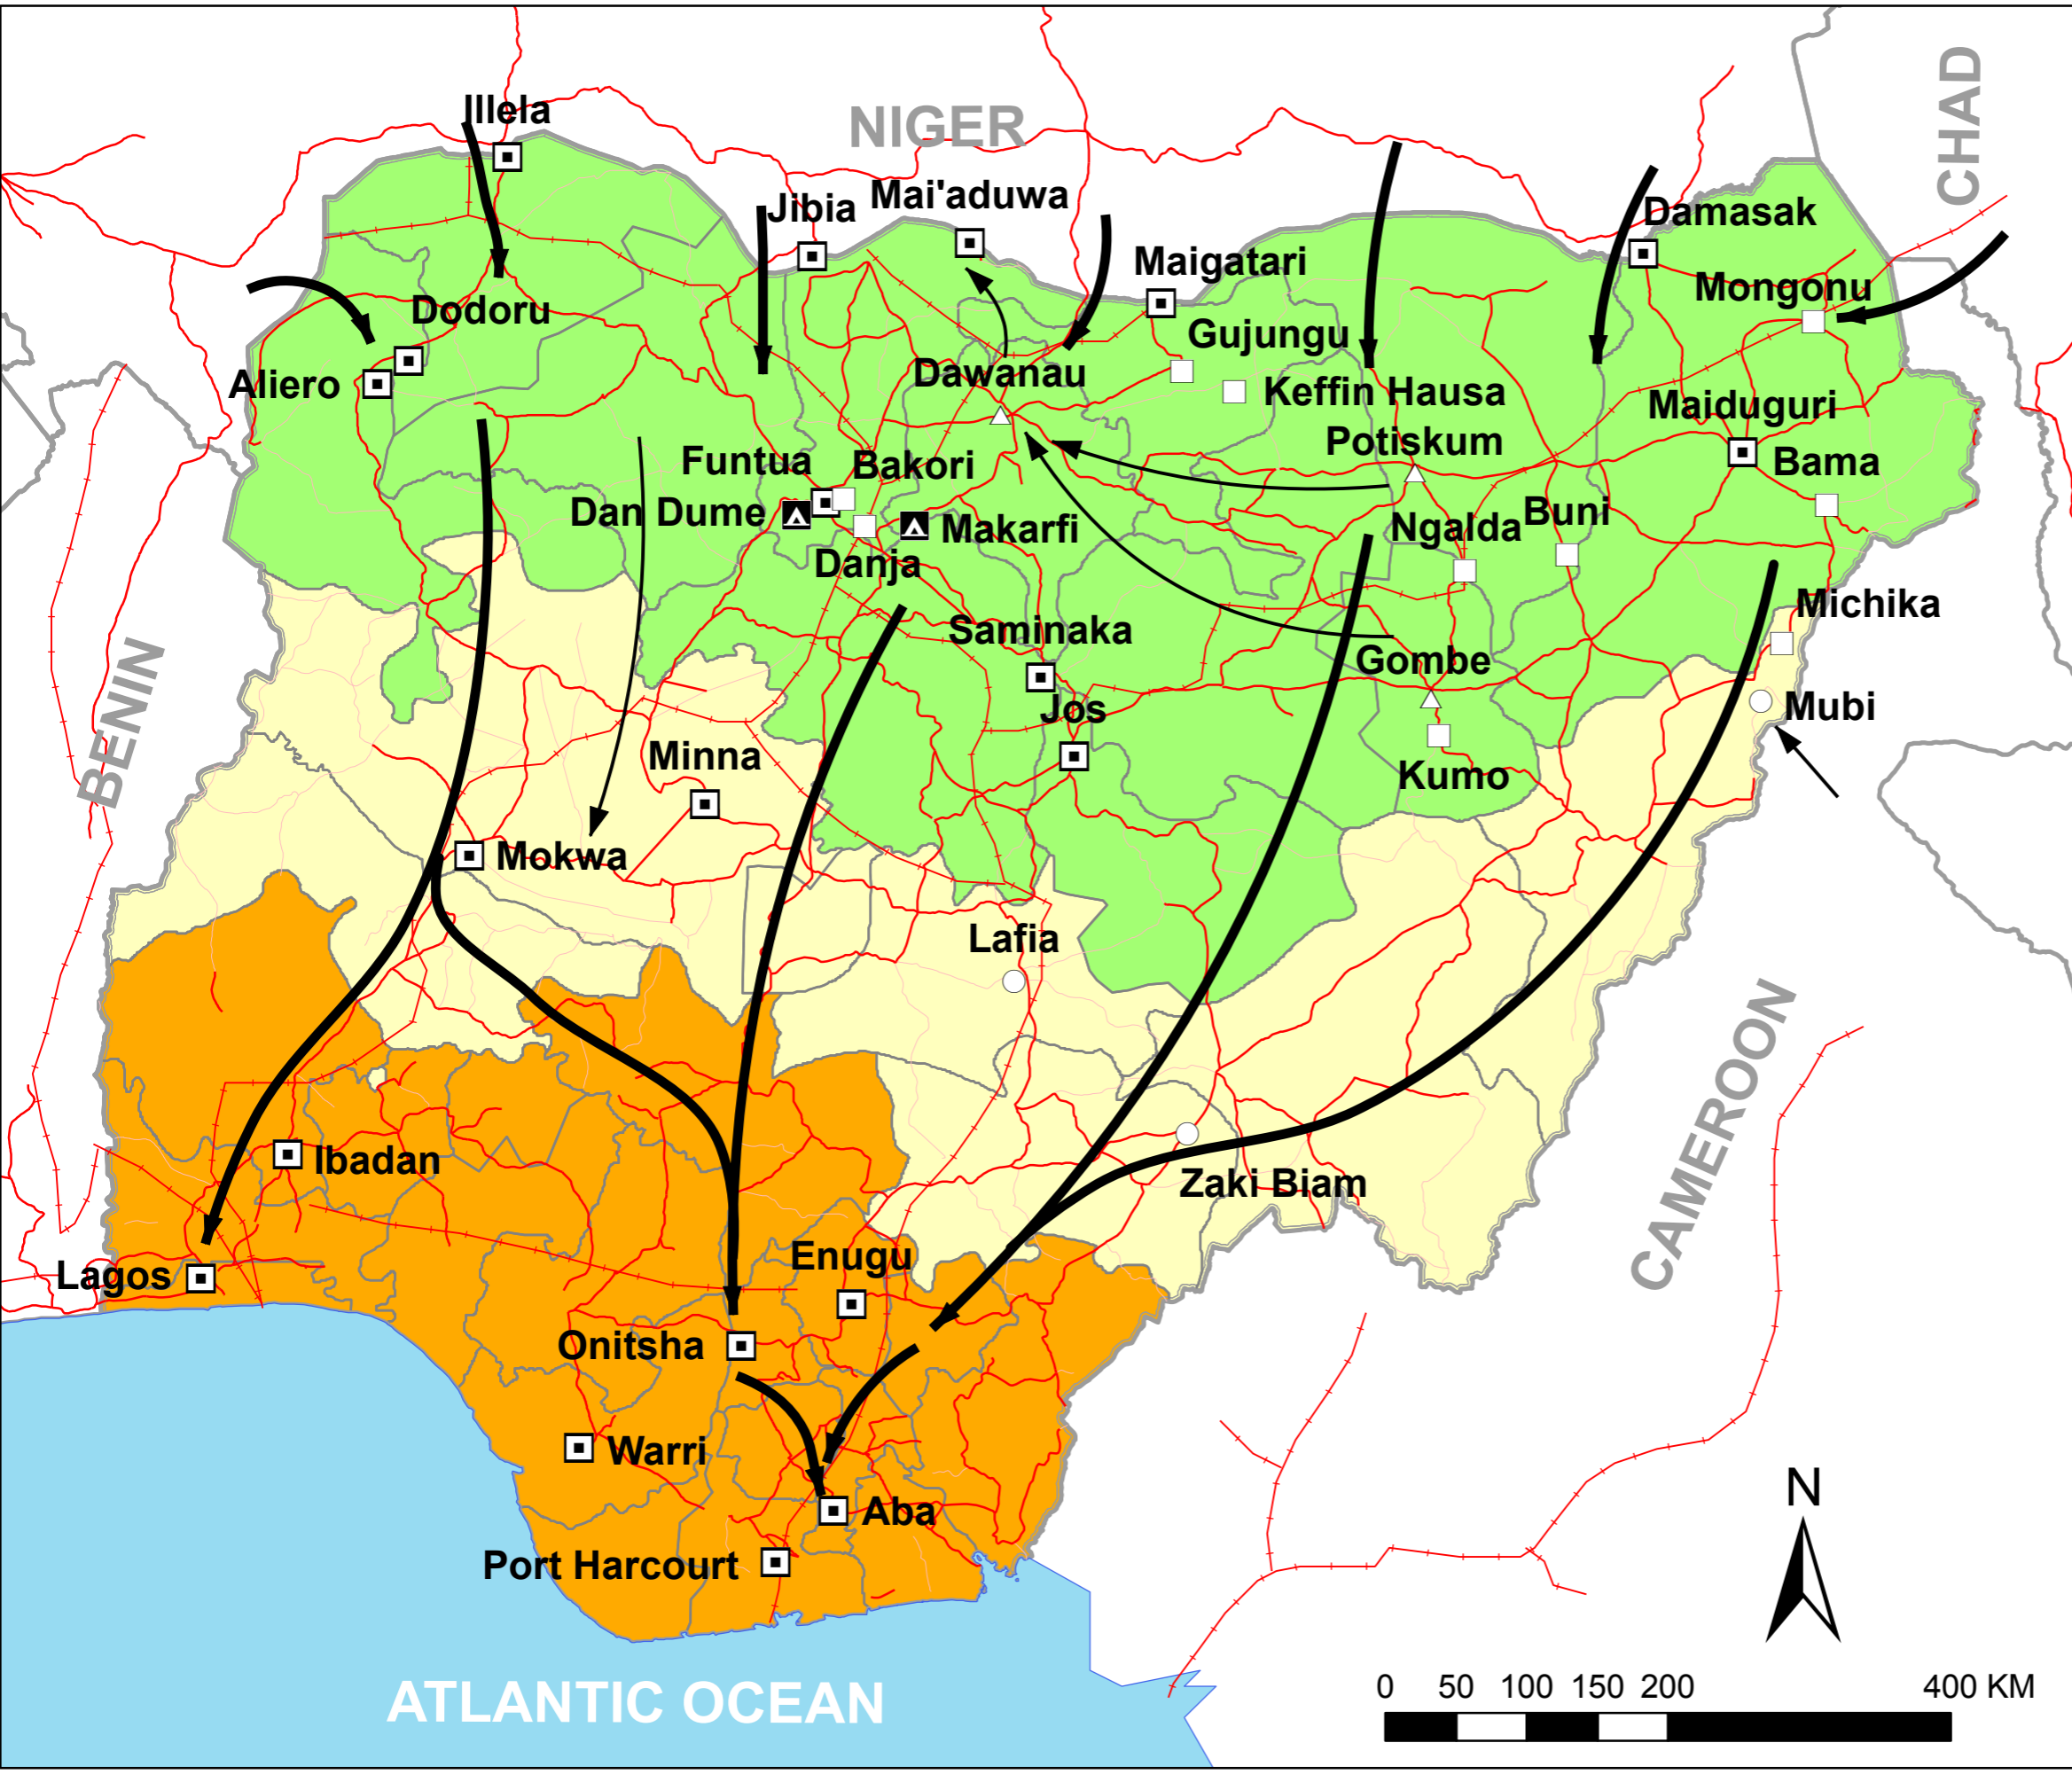 CHAD
Illela
NIGER
Mai'aduwa
Jibia
Damasak
Maigatari
Mongonu
Dodoru
Gujungu
Dawanau
Aliero
Keffin Hausa
Maiduguri
Potiskum
Funtua
Bakori
Bama
Dan Dume
Buni
Ngalda
Makarfi
Danja
Michika
Saminaka
Gombe
BENIN
Mubi
Jos
Minna
Kumo
Mokwa
Lafia
CAMEROON
Ibadan
Zaki Biam
Enugu
Lagos
Onitsha
Warri
N
Aba
Port Harcourt
0 50 100 150 200 400 KM
ATLANTIC OCEAN